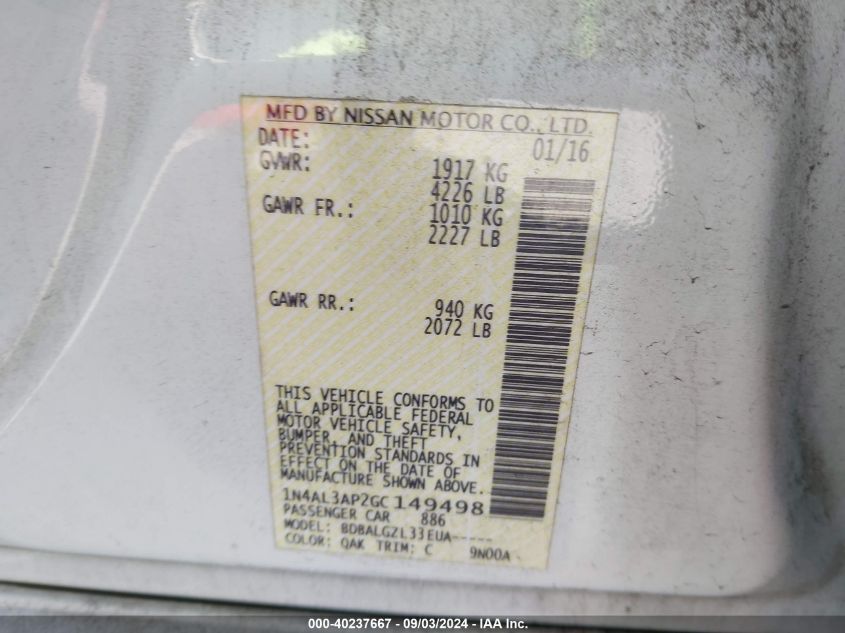 MFD BY NISSAN MOTOR CO., LTD.
DATE: 01/16
GVWR: 1917 KG
4226 LB
GAWR FR.: 1010 KG
2227 LB
GAWR RR.: 940 KG
2072 LB
THIS VEHICLE CONFORMS TO
ALL APPLICABLE FEDERAL
MOTOR VEHICLE SAFETY,
BUMPER, AND THEFT
PREVENTION STANDARDS IN
EFFECT ON THE DATE OF
MANUFACTURE SHOWN ABOVE.
1N4AL3AP2GC149498
PASSENGER CAR 886
MODEL: BDBALGZL33EUA-----
COLOR: QAK TRIM: C 9N00A
000-40237667 - 09/03/2024 - IAA Inc.